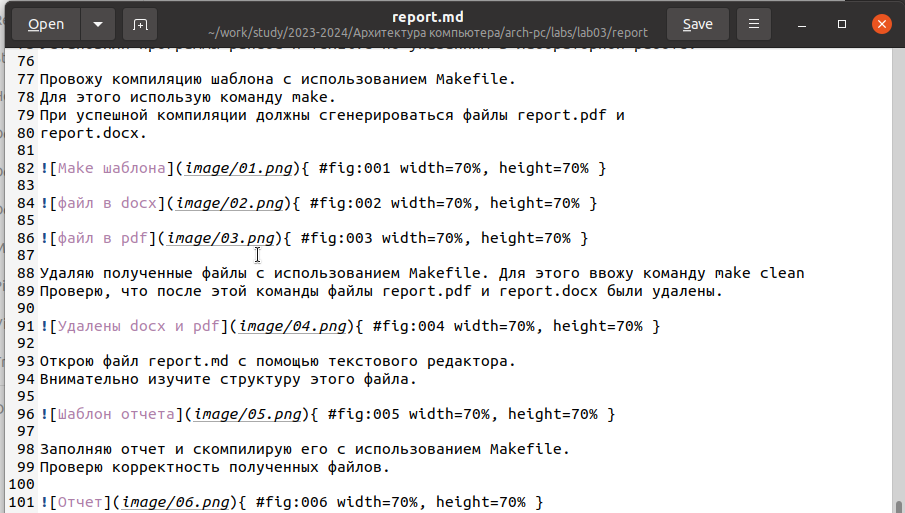 Open
report.md
~/work/study/2023-2024/Архитектура компьютера/arch-pc/labs/lab03/report
Save
76
77 Провожу компиляцию шаблона с использованием Makefile.
78 Для этого использую команду make.
79 При успешной компиляции должны сгенерироваться файлы report.pdf и
80 report.docx.
81
82 ![Make шаблона](image/01.png){ #fig:001 width=70%, height=70% }
83
84 ![файл в docx](image/02.png){ #fig:002 width=70%, height=70% }
85
86 ![файл в pdf](image/03.png){ #fig:003 width=70%, height=70% }
87
88 Удаляю полученные файлы с использованием Makefile. Для этого ввожу команду make clean
89 Проверю, что после этой команды файлы report.pdf и report.docx были удалены.
90
91 ![Удалены docx и pdf](image/04.png){ #fig:004 width=70%, height=70% }
92
93 Открою файл report.md c помощью текстового редактора.
94 Внимательно изучите структуру этого файла.
95
96 ![Шаблон отчета](image/05.png){ #fig:005 width=70%, height=70% }
97
98 Заполняю отчет и скомпилирую его с использованием Makefile.
99 Проверю корректность полученных файлов.
100
101 ![Отчет](image/06.png){ #fig:006 width=70%, height=70% }